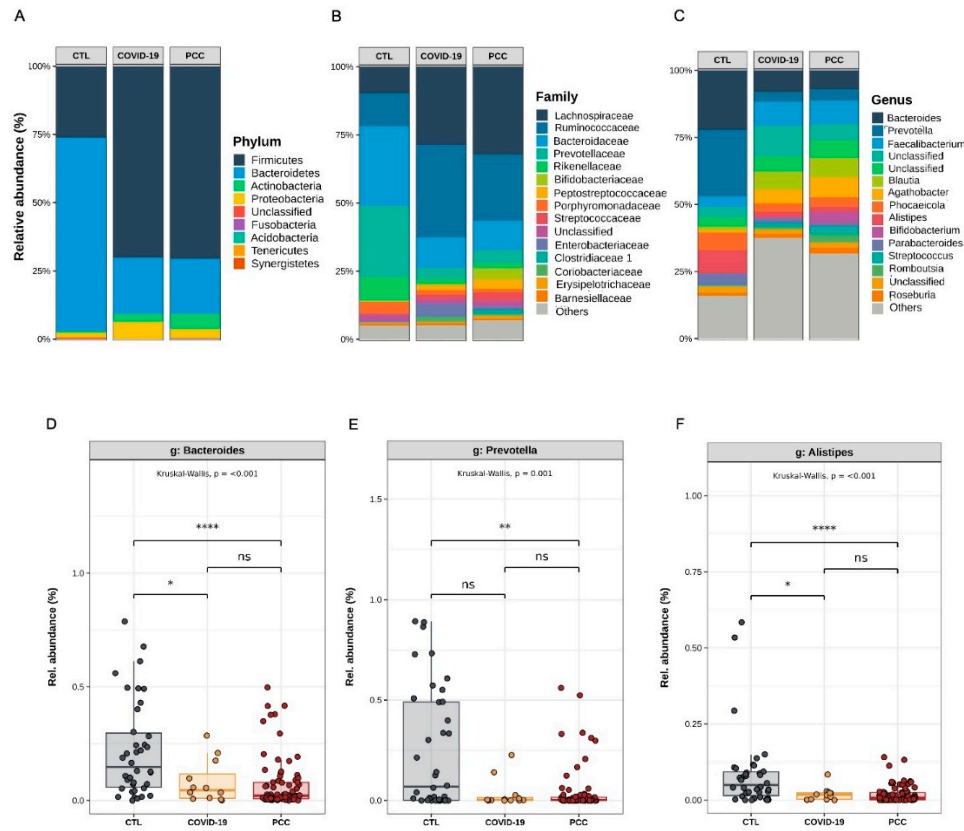 A
B
C
CTL COVID-19 PCC
CTL COVID-19 PCC
CTL COVID-19 PCC
Relative abundance (%)
100%
75%
50%
25%
0%
Phylum
Firmicutes
Bacteroidetes
Actinobacteria
Proteobacteria
Unclassified
Fusobacteria
Acidobacteria
Tenericutes
Synergistetes
100%
75%
50%
25%
0%
Family
Lachnospiraceae
Ruminococcaceae
Bacteroidaceae
Prevotellaceae
Rikenellaceae
Bifidobacteriaceae
Peptostreptococcaceae
Porphyromonadaceae
Streptococcaceae
Unclassified
Enterobacteriaceae
Clostridiaceae 1
Coriobacteriaceae
Erysipelotrichaceae
Barnesiellaceae
Others
100%
75%
50%
25%
0%
Genus
Bacteroides
Prevotella
Faecalibacterium
Unclassified
Unclassified
Blautia
Agathobacter
Phocaeicola
Alistipes
Bifidobacterium
Parabacteroides
Streptococcus
Romboutsia
Unclassified
Roseburia
Others
D
g: Bacteroides
Kruskal-Wallis, p = <0.001
****
ns
*
Rel. abundance (%)
1.0
0.5
0.0
CTL COVID-19 PCC
E
g: Prevotella
Kruskal-Wallis, p = 0.001
**
ns
ns
Rel. abundance (%)
1.5
1.0
0.5
0.0
CTL COVID-19 PCC
F
g: Alistipes
Kruskal-Wallis, p = <0.001
****
ns
*
Rel. abundance (%)
1.00
0.75
0.50
0.25
0.00
CTL COVID-19 PCC